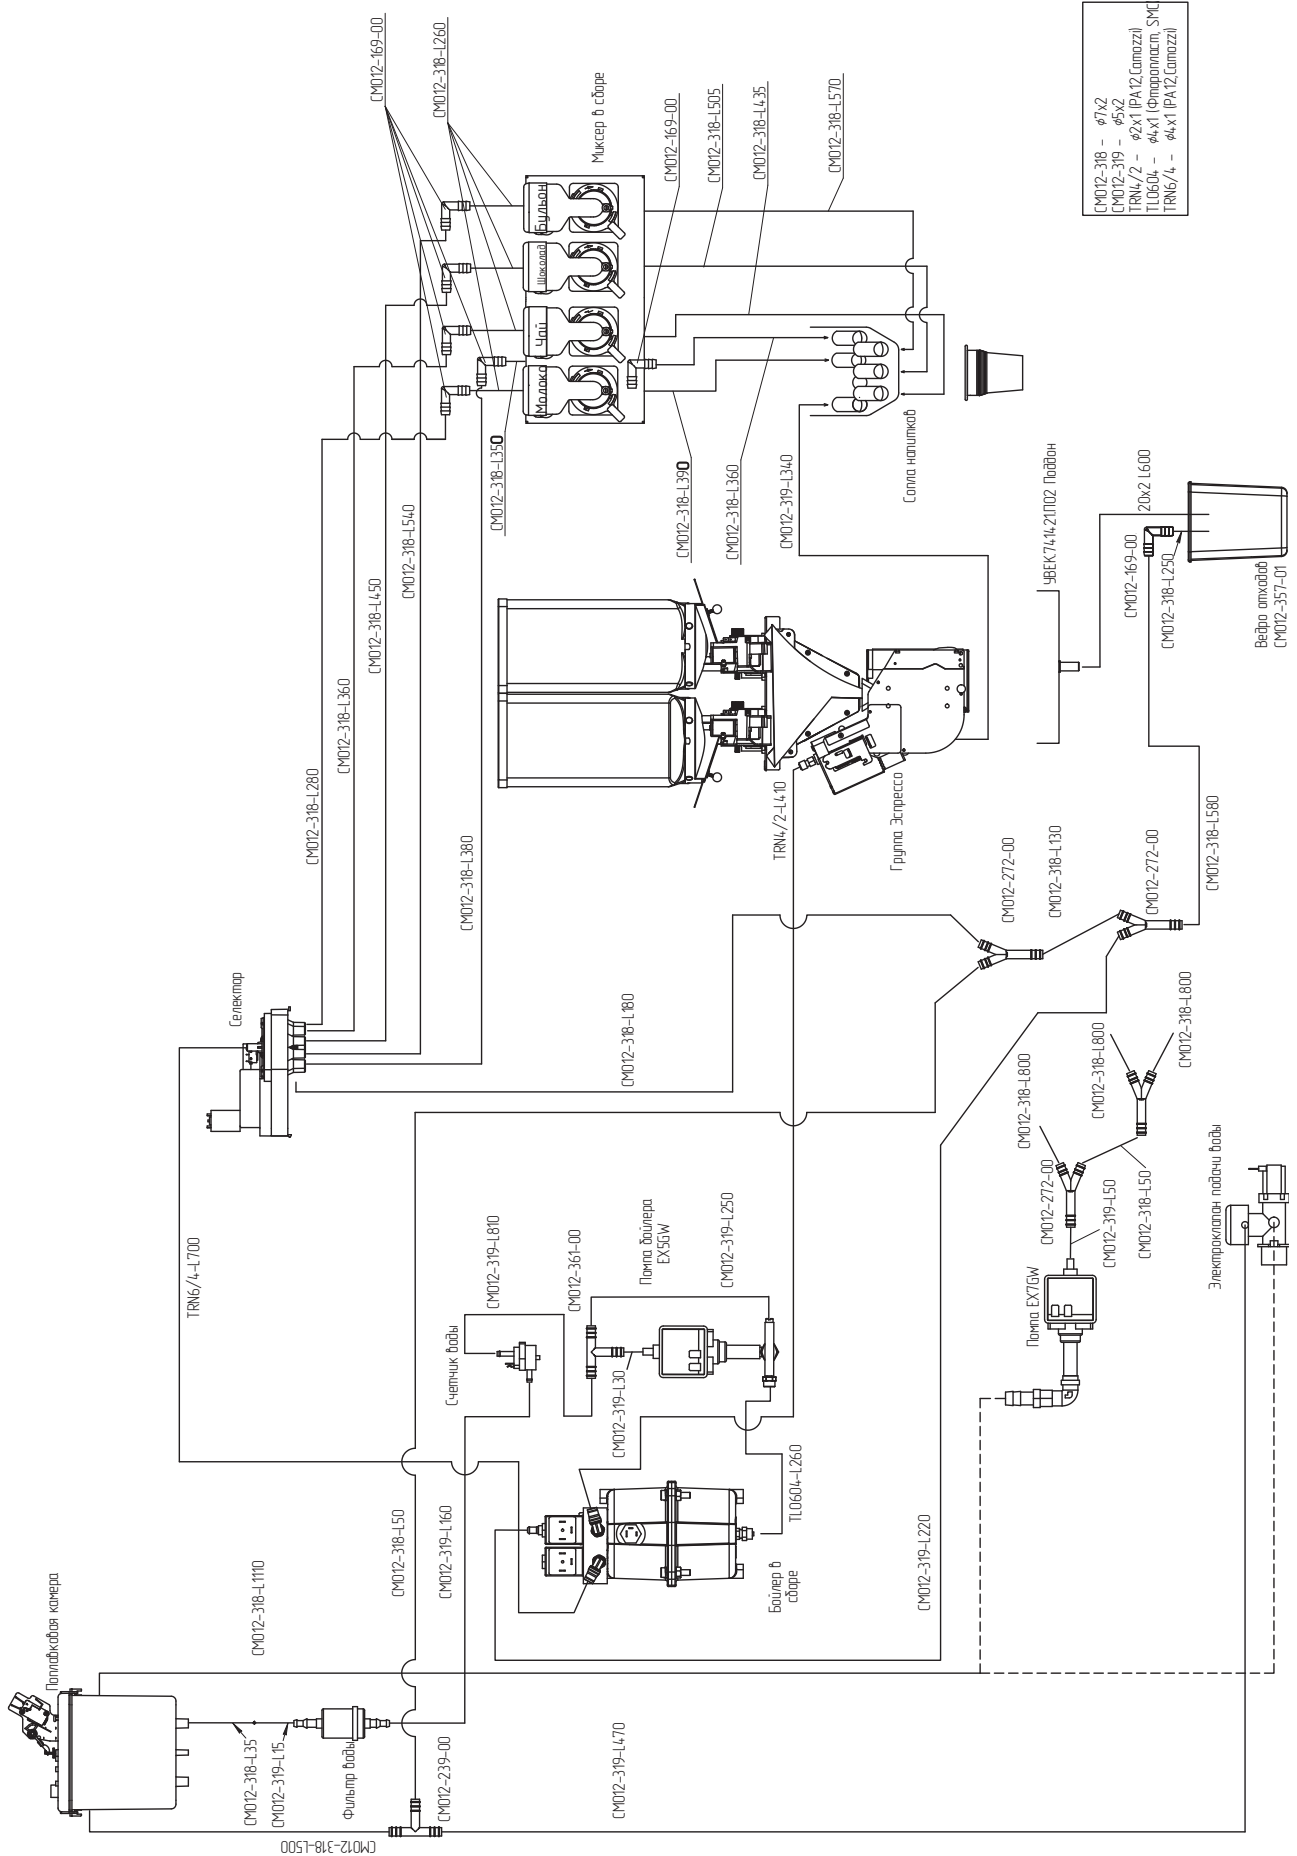 Поплавковая камера
СМ012-318-L1110
СМ012-318-L35
СМ012-319-L15
Фильтр воды
СМ012-318-L500
СМ012-239-00
СМ012-319-L470
СМ012-318-L50
СМ012-319-L160
TRN6/4-L700
Счетчик воды
СМ012-319-L810
СМ012-361-00
Помпа бойлера
EX5GW
СМ012-319-L250
СМ012-319-L30
TL0604-L260
Бойлер в
сборе
СМ012-319-L220
Селектор
СМ012-318-L180
СМ012-318-L280
СМ012-318-L360
СМ012-318-L450
СМ012-318-L540
СМ012-318-L380
СМ012-169-00
СМ012-318-L260
Миксер в сборе
Молоко
Чай
Шоколад
Бульон
СМ012-318-L350
СМ012-169-00
СМ012-318-L505
СМ012-318-L435
СМ012-318-L570
СМ012-318-L390
СМ012-318-L360
СМ012-319-L340
Сопла напитков
TRN4/2-L410
Группа Эспрессо
СМ012-272-00
СМ012-318-L130
СМ012-272-00
СМ012-318-L580
УВЕК.741421.П02 Поддон
20х2 L600
СМ012-169-00
СМ012-318-L250
Ведро отходов
СМ012-357-01
Помпа EX7GW
СМ012-272-00
СМ012-319-L50
СМ012-318-L50
СМ012-318-L800
СМ012-318-L800
СМ012-318-L800
Электроклапан подачи воды
СМ012-318 - ø7х2
СМ012-319 - ø5х2
TRN4/2 - ø2х1 (PA12,Camozzi)
TL0604 - ø4х1 (Фторопласт, SMC
TRN6/4 - ø4х1 (PA12,Camozzi)